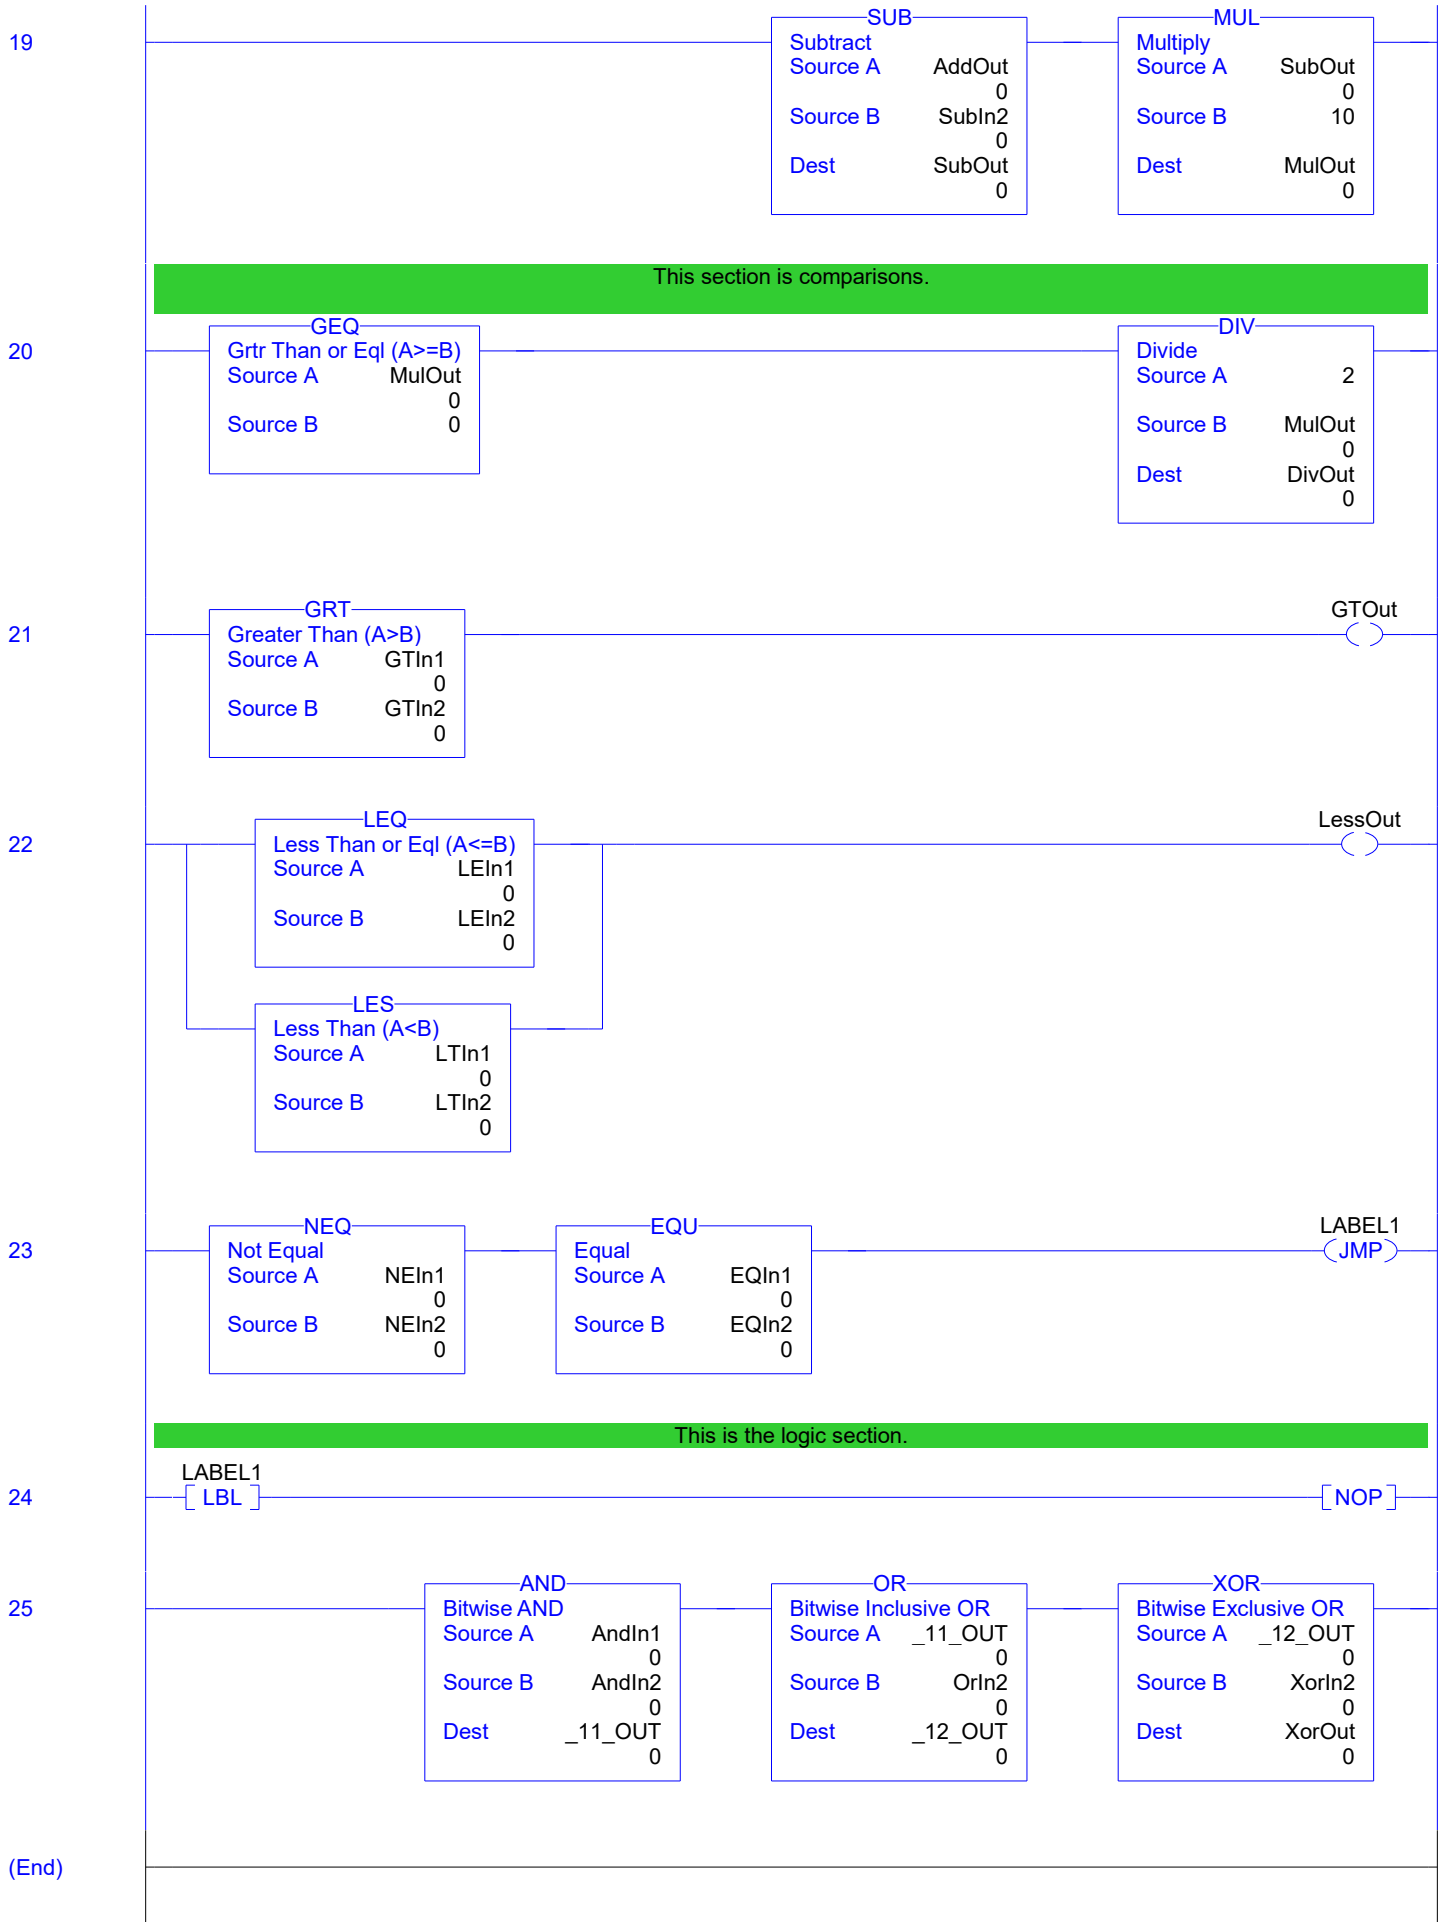 19
SUB
Subtract
Source A AddOut
0
Source B SubIn2
0
Dest SubOut
0
MUL
Multiply
Source A SubOut
0
Source B 10
Dest MulOut
0
This section is comparisons.
20
GEQ
Grtr Than or Eql (A>=B)
Source A MulOut
0
Source B 0
DIV
Divide
Source A 2
Source B MulOut
0
Dest DivOut
0
21
GRT
Greater Than (A>B)
Source A GTIn1
0
Source B GTIn2
0
GTOut
22
LEQ
Less Than or Eql (A<=B)
Source A LEIn1
0
Source B LEIn2
0
LessOut
LES
Less Than (A<B)
Source A LTIn1
0
Source B LTIn2
0
23
NEQ
Not Equal
Source A NEIn1
0
Source B NEIn2
0
EQU
Equal
Source A EQIn1
0
Source B EQIn2
0
LABEL1
JMP
This is the logic section.
24
LABEL1
LBL
NOP
25
AND
Bitwise AND
Source A AndIn1
0
Source B AndIn2
0
Dest _11_OUT
0
OR
Bitwise Inclusive OR
Source A _11_OUT
0
Source B OrIn2
0
Dest _12_OUT
0
XOR
Bitwise Exclusive OR
Source A _12_OUT
0
Source B XorIn2
0
Dest XorOut
0
(End)